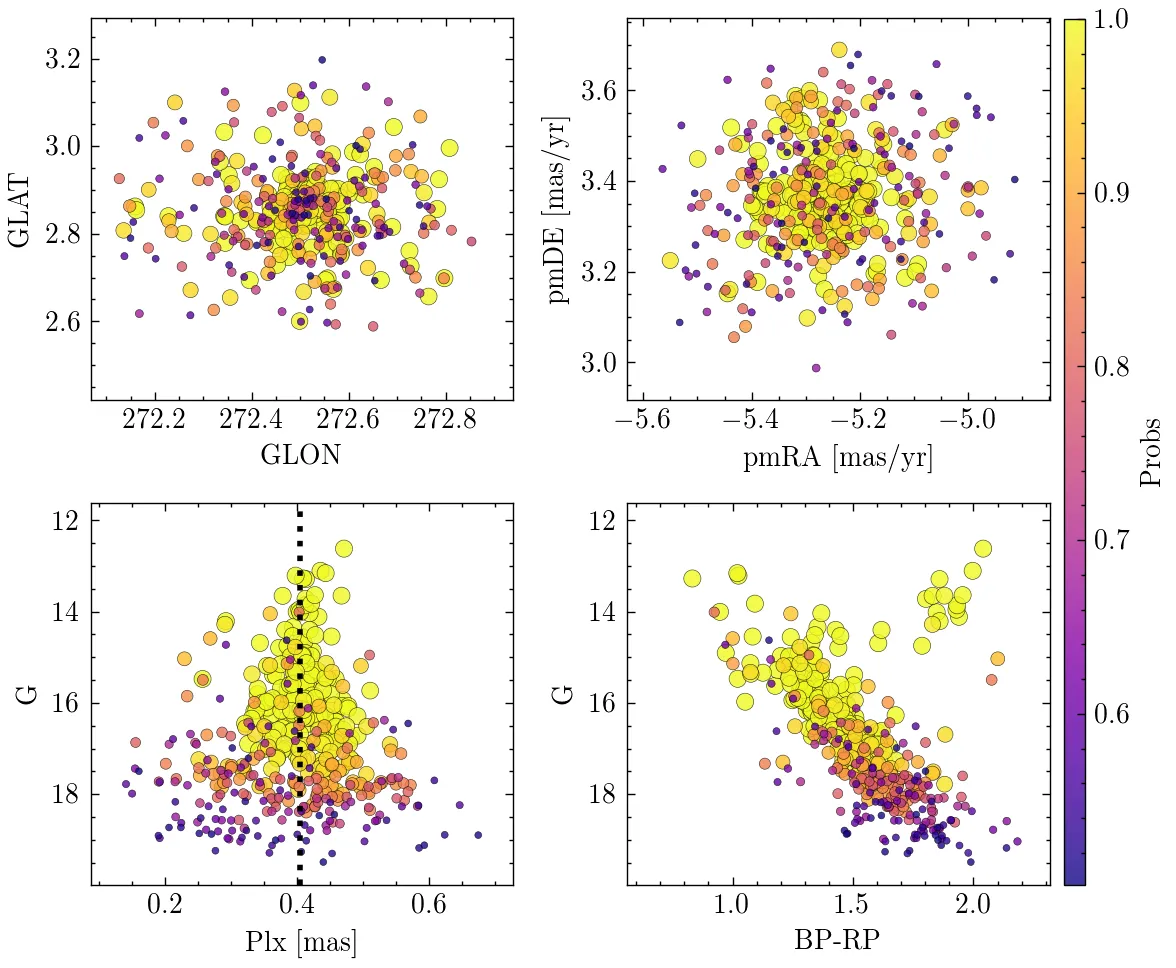 3.2
3.0
2.8
2.6
GLAT
272.2 272.4 272.6 272.8
GLON
3.6
3.4
3.2
3.0
pmDE [mas/yr]
−5.6 −5.4 −5.2 −5.0
pmRA [mas/yr]
12
14
16
18
G
0.2 0.4 0.6
Plx [mas]
12
14
16
18
G
1.0 1.5 2.0
BP-RP
1.0
0.9
0.8
0.7
0.6
Probs